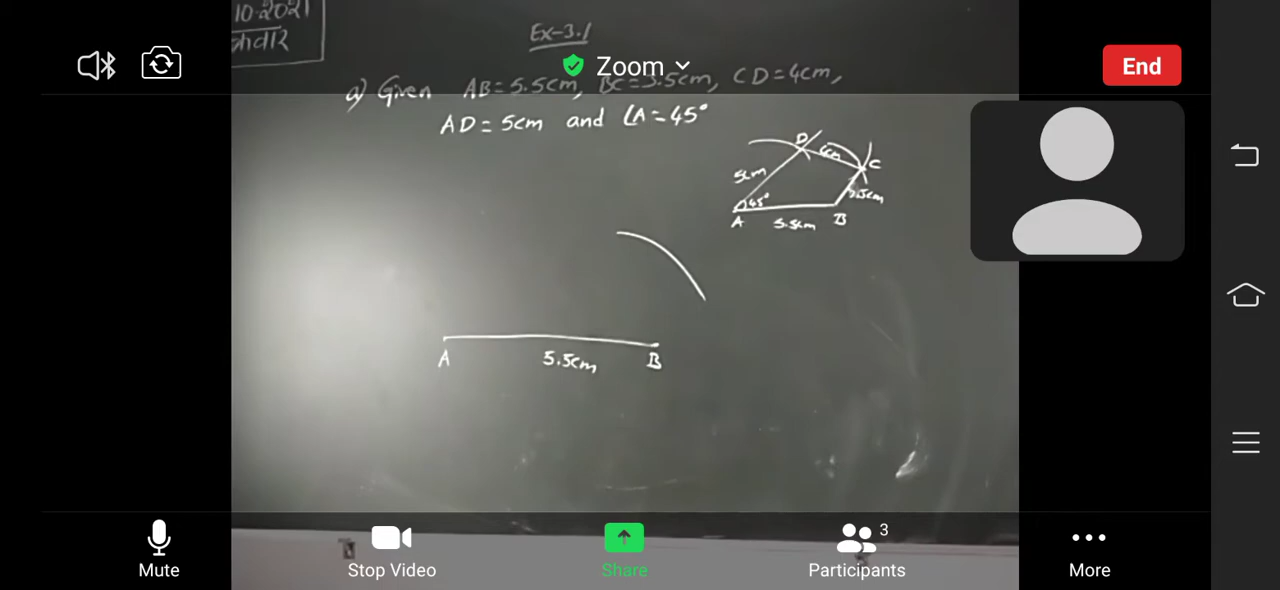 10.2021
Ex-3.1
Zoom
End
a) Given AB=5.5cm, BC=3.5cm, CD=4cm,
AD=5cm and ∠A=45°
D
4cm
C
5cm
3.5cm
45°
A
5.5cm
B
A
5.5cm
B
Mute
Stop Video
Share
3
Participants
More